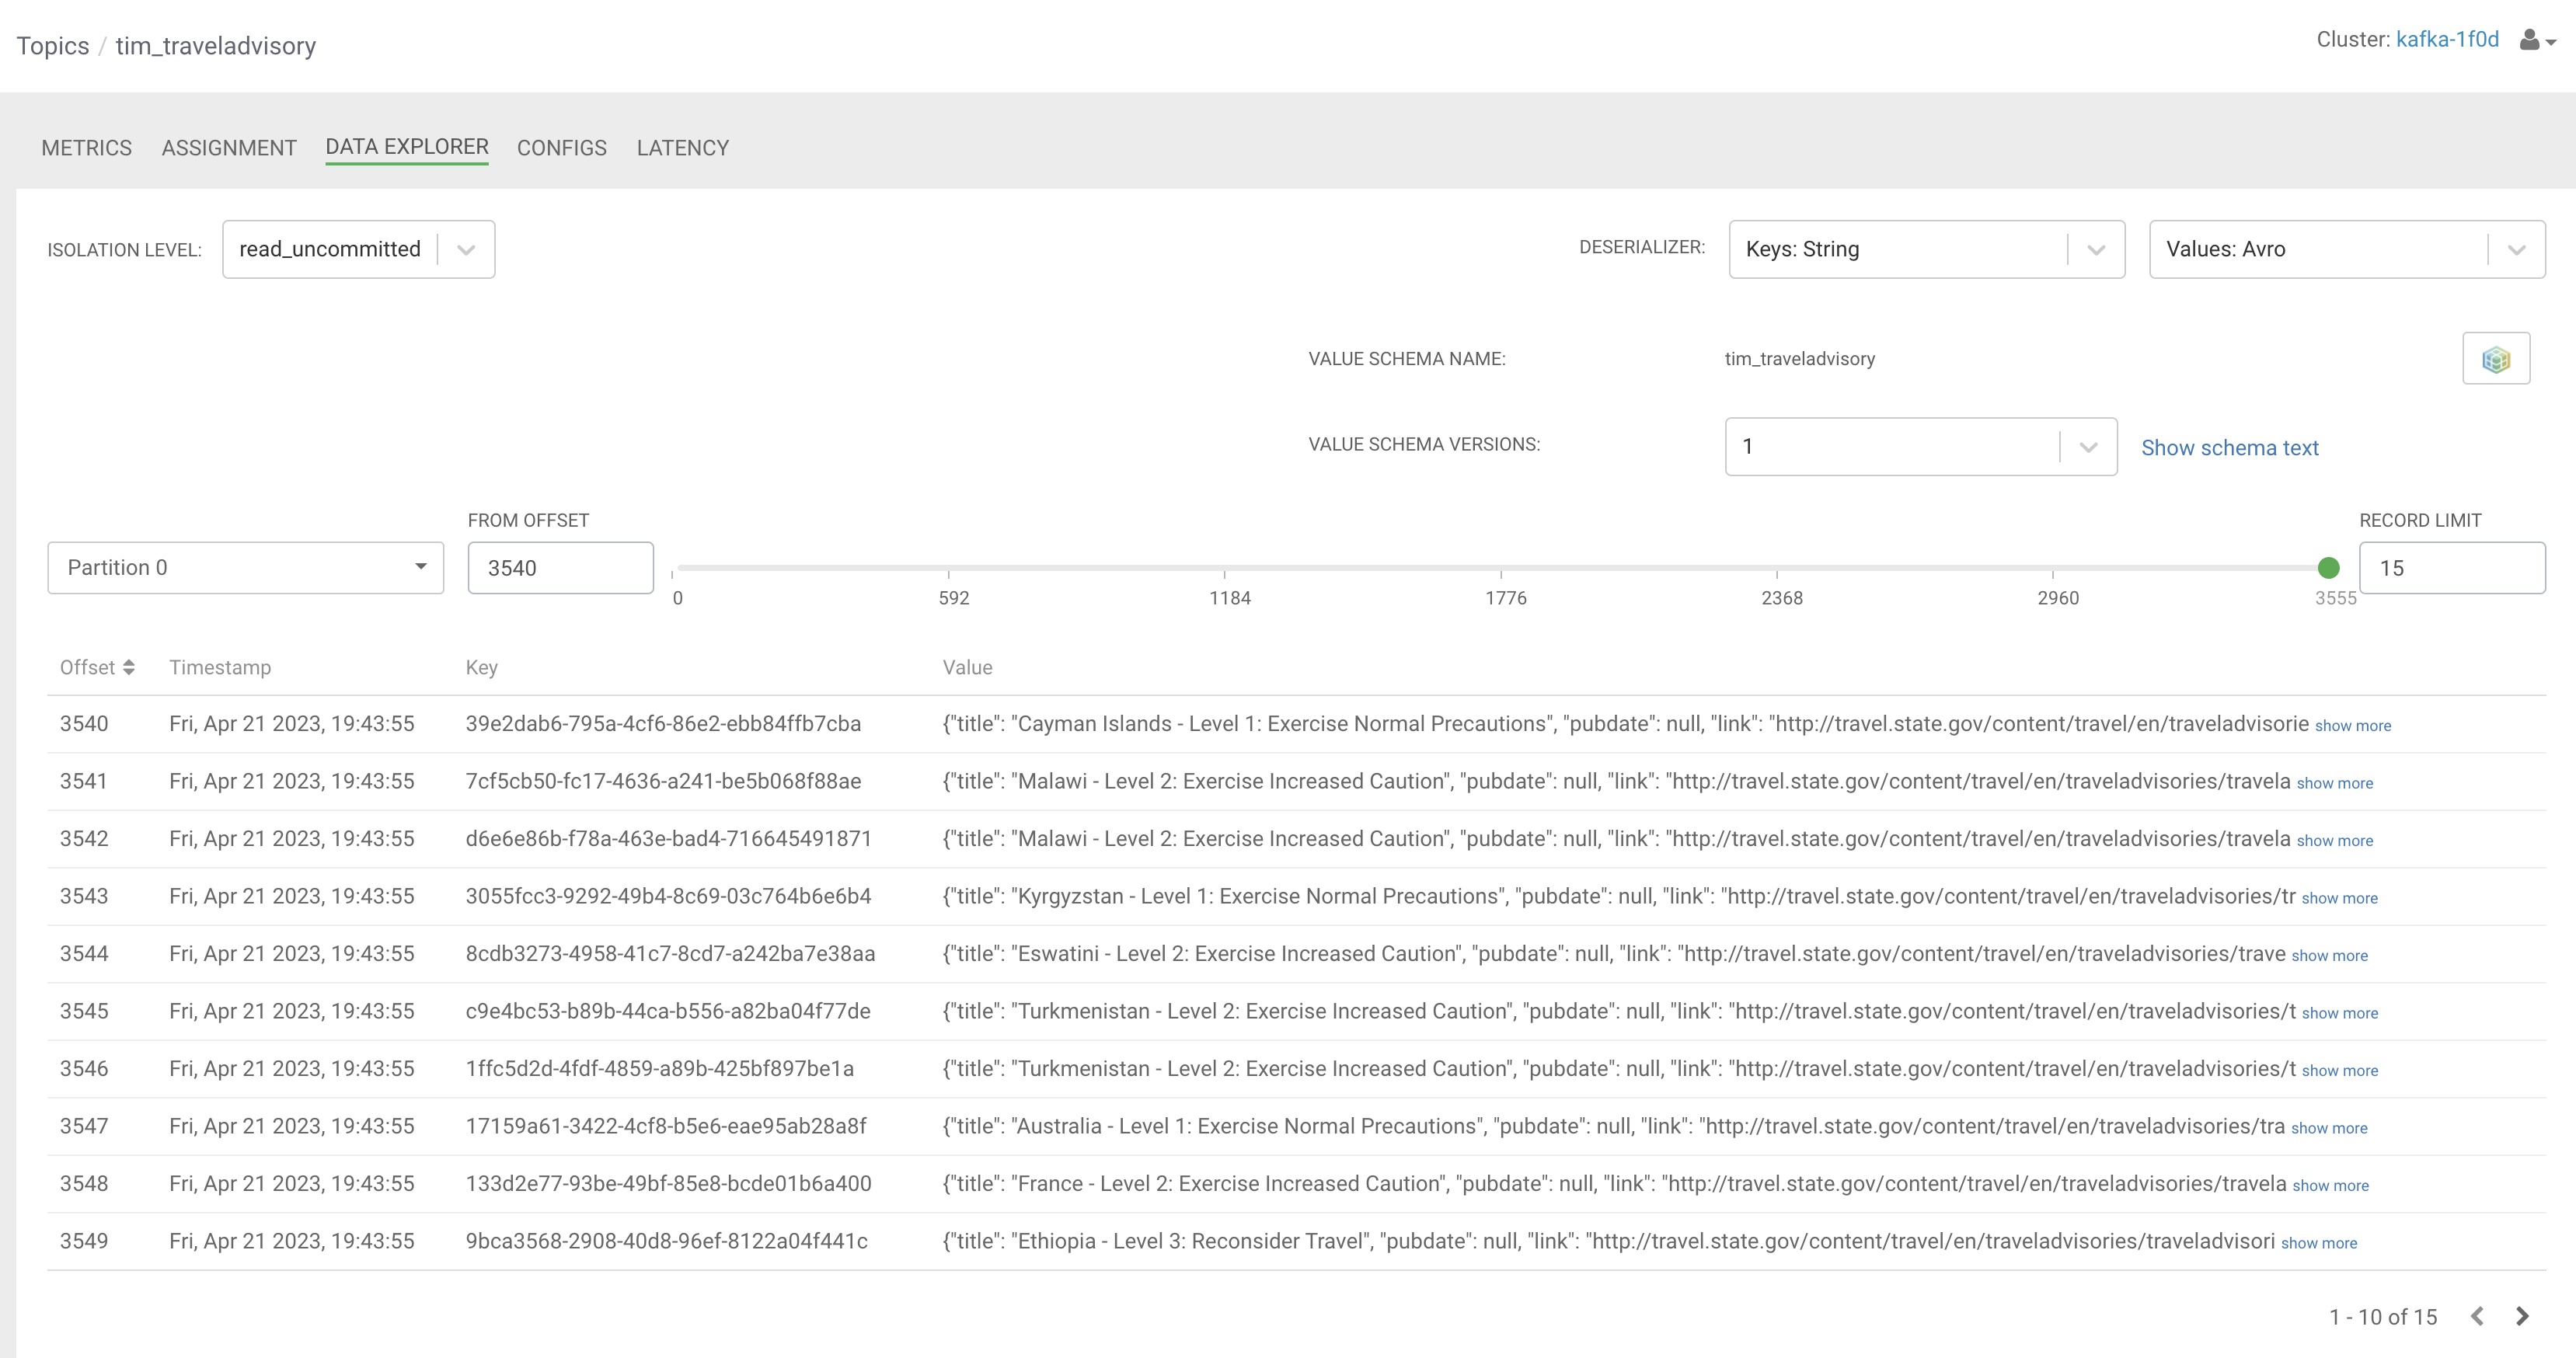 Topics / tim_traveladvisory
Cluster: kafka-1f0d
METRICS ASSIGNMENT DATA EXPLORER CONFIGS LATENCY
ISOLATION LEVEL: read_uncommitted
DESERIALIZER: Keys: String Values: Avro
VALUE SCHEMA NAME: tim_traveladvisory
VALUE SCHEMA VERSIONS: 1 Show schema text
FROM OFFSET RECORD LIMIT
Partition 0 3540 15
0 592 1184 1776 2368 2960 3555
Offset Timestamp Key Value
3540 Fri, Apr 21 2023, 19:43:55 39e2dab6-795a-4cf6-86e2-ebb84ffb7cba {"title": "Cayman Islands - Level 1: Exercise Normal Precautions", "pubdate": null, "link": "http://travel.state.gov/content/travel/en/traveladvisorie show more
3541 Fri, Apr 21 2023, 19:43:55 7cf5cb50-fc17-4636-a241-be5b068f88ae {"title": "Malawi - Level 2: Exercise Increased Caution", "pubdate": null, "link": "http://travel.state.gov/content/travel/en/traveladvisories/travela show more
3542 Fri, Apr 21 2023, 19:43:55 d6e6e86b-f78a-463e-bad4-716645491871 {"title": "Malawi - Level 2: Exercise Increased Caution", "pubdate": null, "link": "http://travel.state.gov/content/travel/en/traveladvisories/travela show more
3543 Fri, Apr 21 2023, 19:43:55 3055fcc3-9292-49b4-8c69-03c764b6e6b4 {"title": "Kyrgyzstan - Level 1: Exercise Normal Precautions", "pubdate": null, "link": "http://travel.state.gov/content/travel/en/traveladvisories/tr show more
3544 Fri, Apr 21 2023, 19:43:55 8cdb3273-4958-41c7-8cd7-a242ba7e38aa {"title": "Eswatini - Level 2: Exercise Increased Caution", "pubdate": null, "link": "http://travel.state.gov/content/travel/en/traveladvisories/trave show more
3545 Fri, Apr 21 2023, 19:43:55 c9e4bc53-b89b-44ca-b556-a82ba04f77de {"title": "Turkmenistan - Level 2: Exercise Increased Caution", "pubdate": null, "link": "http://travel.state.gov/content/travel/en/traveladvisories/t show more
3546 Fri, Apr 21 2023, 19:43:55 1ffc5d2d-4fdf-4859-a89b-425bf897be1a {"title": "Turkmenistan - Level 2: Exercise Increased Caution", "pubdate": null, "link": "http://travel.state.gov/content/travel/en/traveladvisories/t show more
3547 Fri, Apr 21 2023, 19:43:55 17159a61-3422-4cf8-b5e6-eae95ab28a8f {"title": "Australia - Level 1: Exercise Normal Precautions", "pubdate": null, "link": "http://travel.state.gov/content/travel/en/traveladvisories/tra show more
3548 Fri, Apr 21 2023, 19:43:55 133d2e77-93be-49bf-85e8-bcde01b6a400 {"title": "France - Level 2: Exercise Increased Caution", "pubdate": null, "link": "http://travel.state.gov/content/travel/en/traveladvisories/travela show more
3549 Fri, Apr 21 2023, 19:43:55 9bca3568-2908-40d8-96ef-8122a04f441c {"title": "Ethiopia - Level 3: Reconsider Travel", "pubdate": null, "link": "http://travel.state.gov/content/travel/en/traveladvisories/traveladvisori show more
1 - 10 of 15